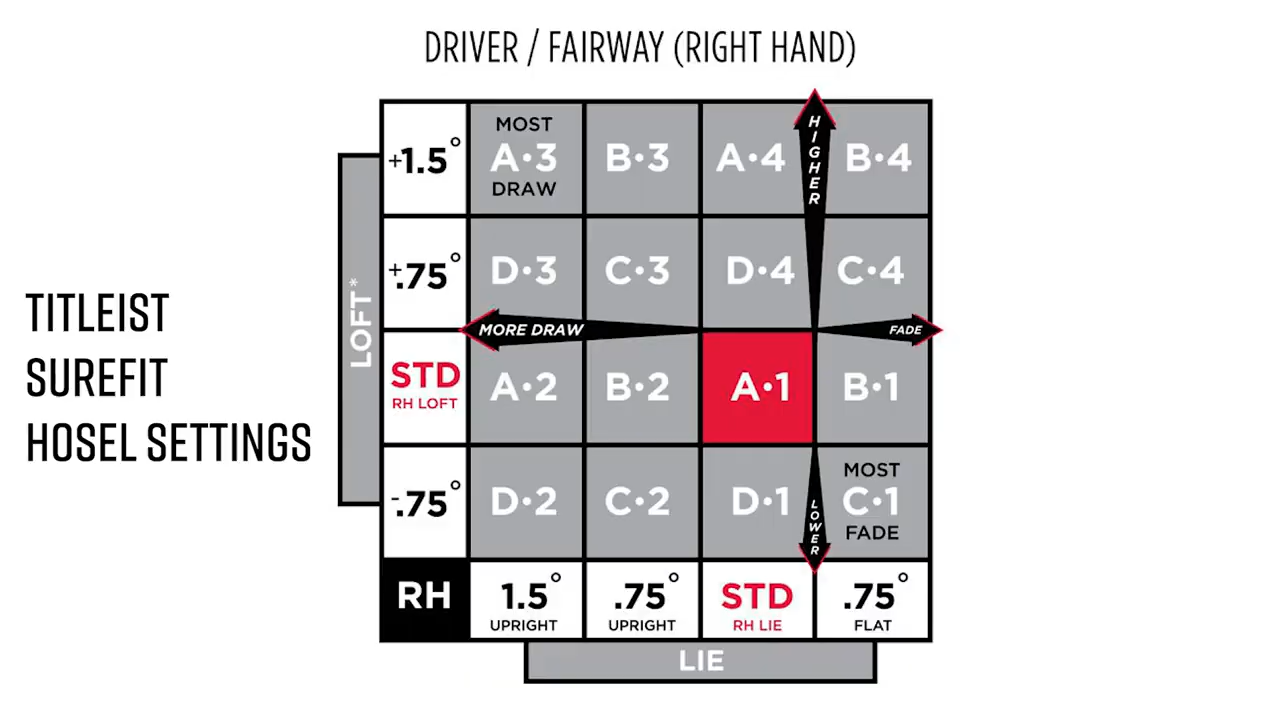 DRIVER / FAIRWAY (RIGHT HAND)
TITLEIST
SUREFIT
HOSEL SETTINGS
LOFT*
+1.5°
MOST
A•3
DRAW
B•3
A•4
B•4
HIGHER
+.75°
D•3
C•3
D•4
C•4
MORE DRAW
FADE
STD
RH LOFT
A•2
B•2
A•1
B•1
-.75°
D•2
C•2
D•1
LOWER
MOST
C•1
FADE
RH
1.5°
UPRIGHT
.75°
UPRIGHT
STD
RH LIE
.75°
FLAT
LIE